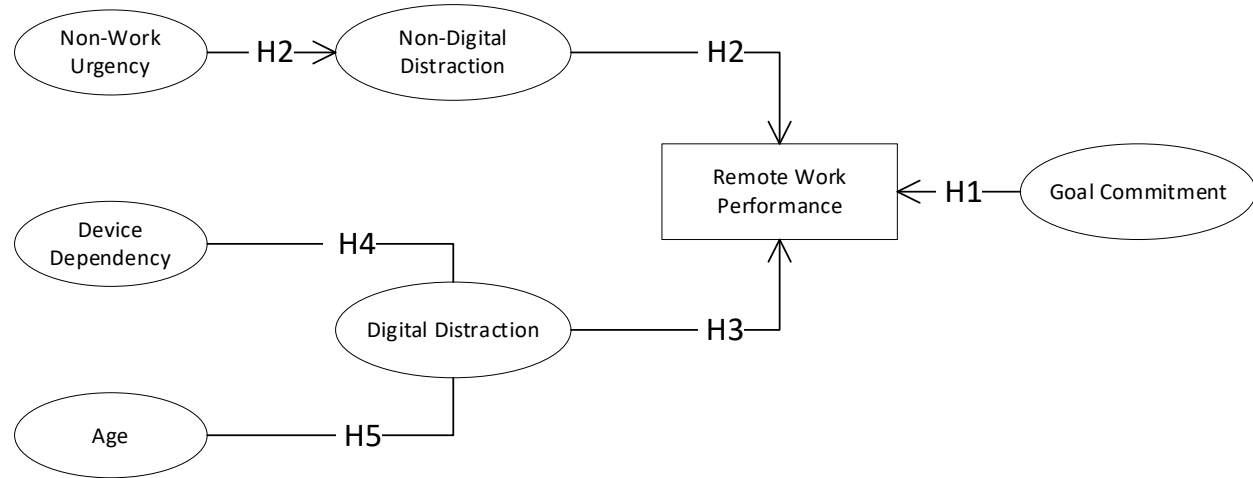 Non-Work
Urgency
H2
Non-Digital
Distraction
H2
Remote Work
Performance
H1
Goal Commitment
Device
Dependency
H4
Digital Distraction
H3
Age
H5